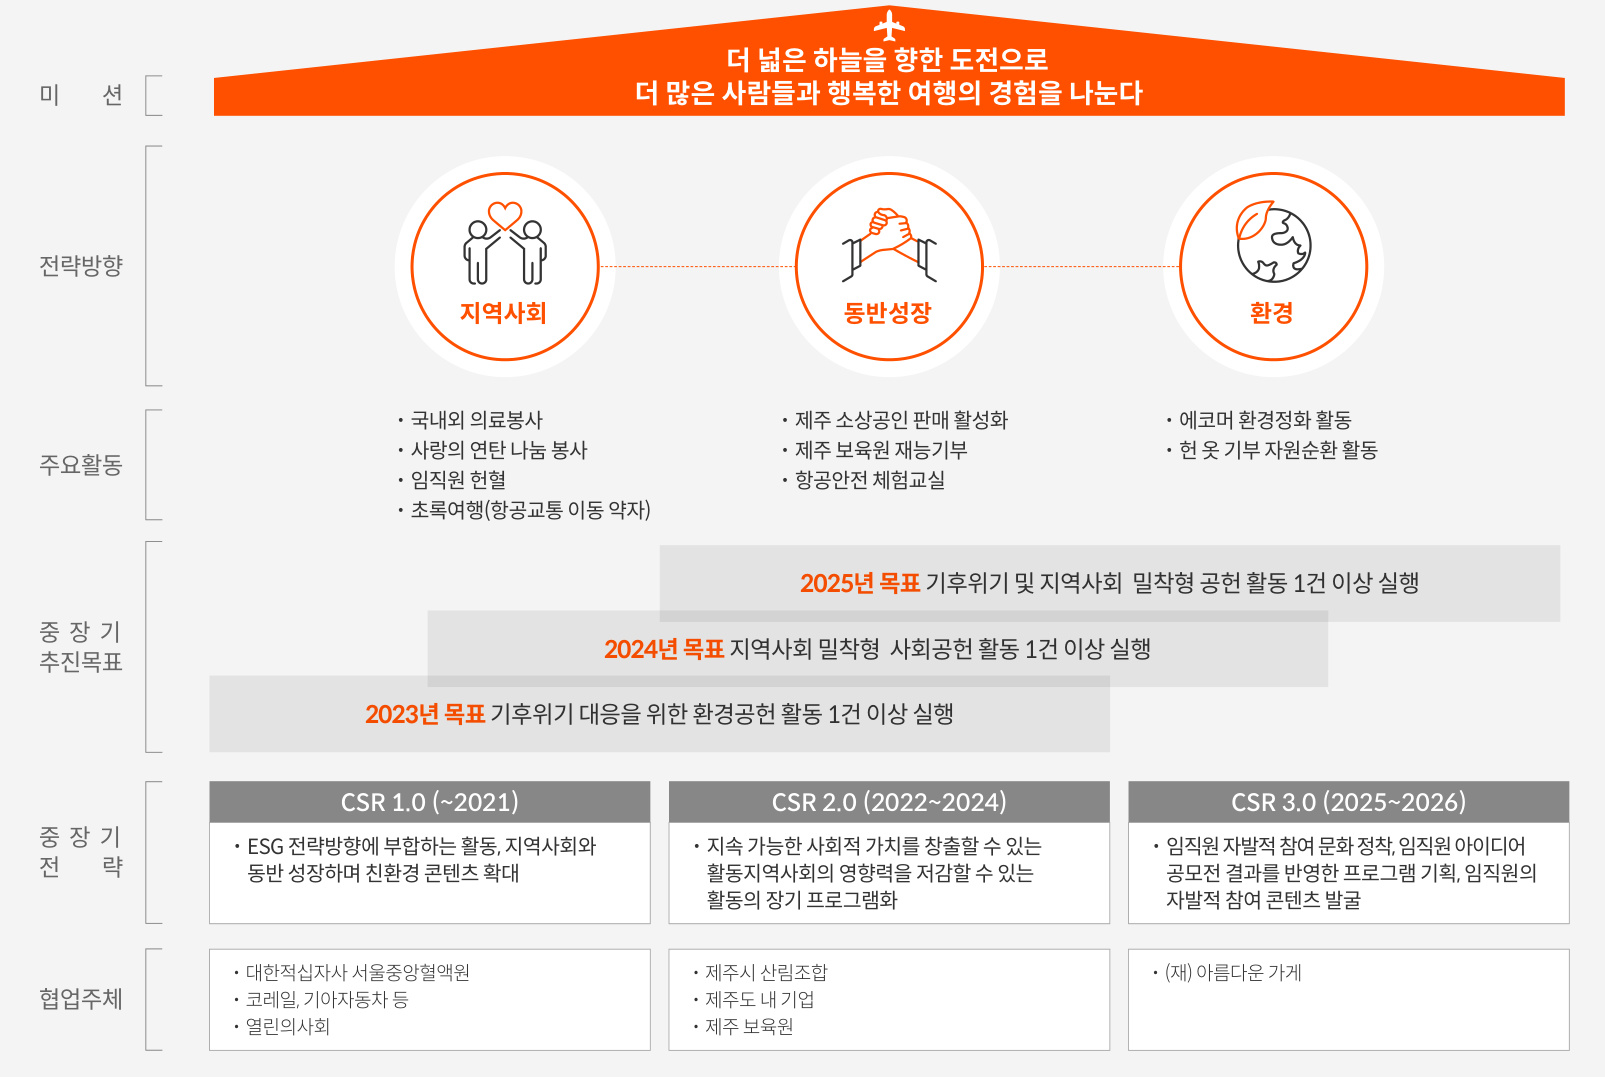 더 넓은 하늘을 향한 도전으로
더 많은 사람들과 행복한 여행의 경험을 나눈다
미 션
전략방향
지역사회
동반성장
환경
주요활동
· 국내외 의료봉사
· 사랑의 연탄 나눔 봉사
· 임직원 헌혈
· 초록여행(항공교통 이동 약자)
· 제주 소상공인 판매 활성화
· 제주 보육원 재능기부
· 항공안전 체험교실
· 에코머 환경정화 활동
· 헌 옷 기부 자원순환 활동
중 장 기
추진목표
2025년 목표 기후위기 및 지역사회 밀착형 공헌 활동 1건 이상 실행
2024년 목표 지역사회 밀착형 사회공헌 활동 1건 이상 실행
2023년 목표 기후위기 대응을 위한 환경공헌 활동 1건 이상 실행
중 장 기
전 략
CSR 1.0 (~2021)
· ESG 전략방향에 부합하는 활동, 지역사회와
동반 성장하며 친환경 콘텐츠 확대
CSR 2.0 (2022~2024)
· 지속 가능한 사회적 가치를 창출할 수 있는
활동지역사회의 영향력을 저감할 수 있는
활동의 장기 프로그램화
CSR 3.0 (2025~2026)
· 임직원 자발적 참여 문화 정착, 임직원 아이디어
공모전 결과를 반영한 프로그램 기획, 임직원의
자발적 참여 콘텐츠 발굴
협업주체
· 대한적십자사 서울중앙혈액원
· 코레일, 기아자동차 등
· 열린의사회
· 제주시 산림조합
· 제주도 내 기업
· 제주 보육원
· (재) 아름다운 가게